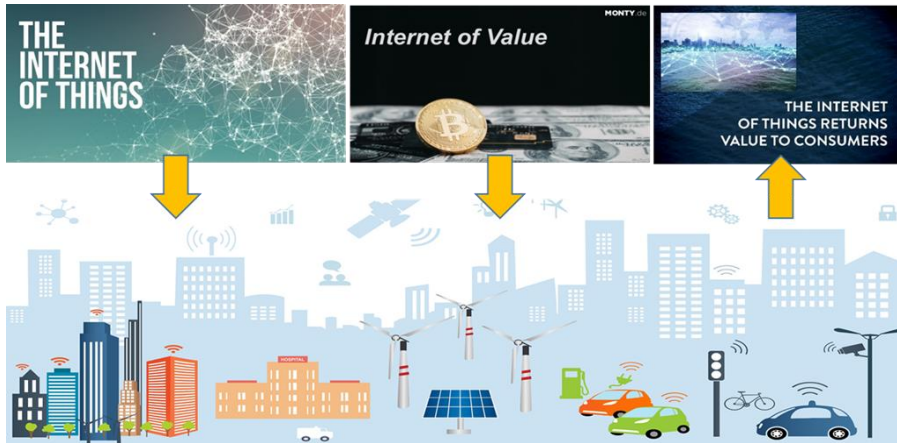 THE
INTERNET
OF THINGS
MONTY.de
Internet of Value
THE INTERNET
OF THINGS RETURNS
VALUE TO CONSUMERS
HOSPITAL